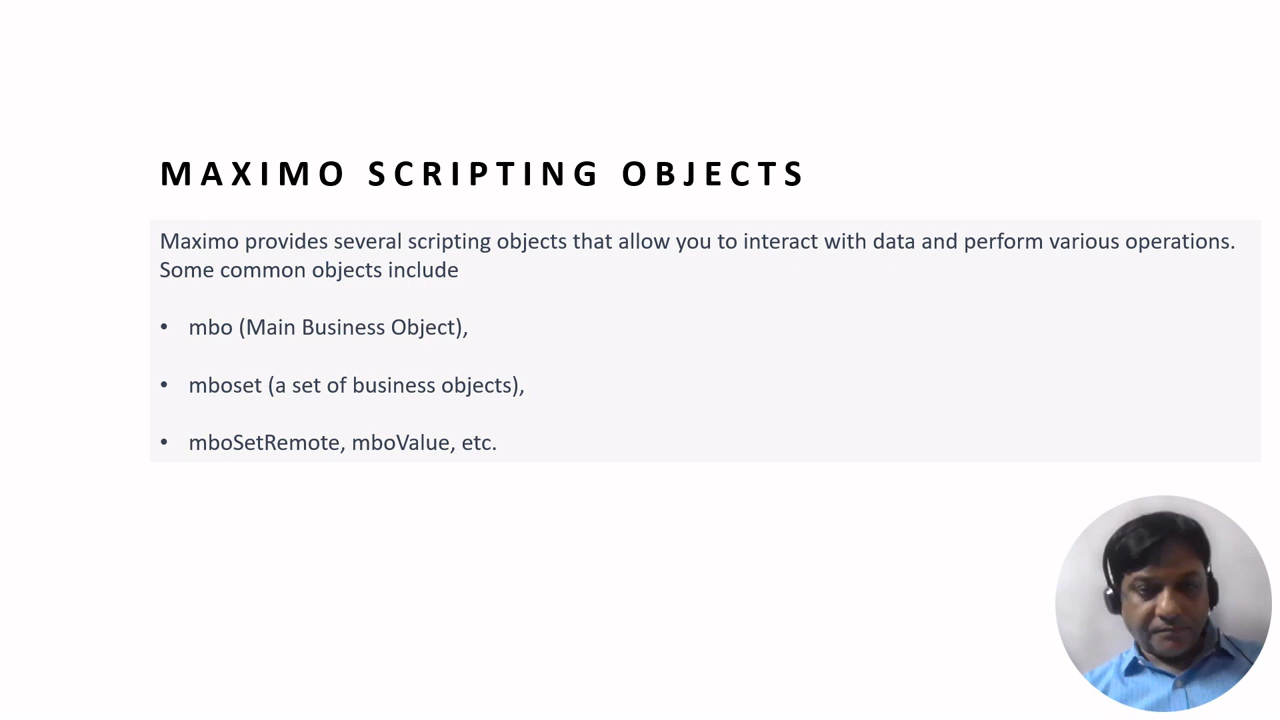 MAXIMO SCRIPTING OBJECTS
Maximo provides several scripting objects that allow you to interact with data and perform various operations.
Some common objects include
• mbo (Main Business Object),
• mboset (a set of business objects),
• mboSetRemote, mboValue, etc.